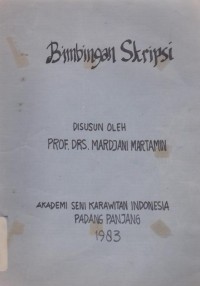 Bimbingan Skripsi
DISUSUN OLEH
PROF. DRS. MARDJANI MARTAMIN
AKADEMI SENI KARAWITAN INDONESIA
PADANG PANJANG
1983